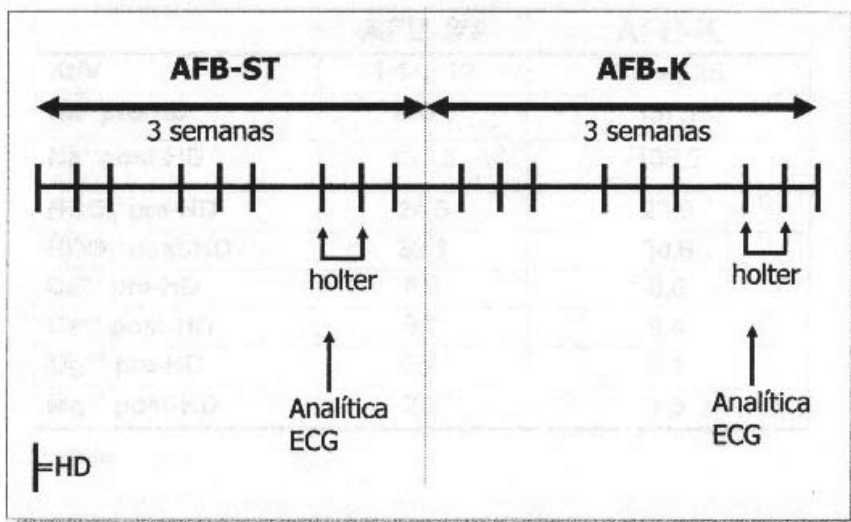 AFB-ST AFB-K
3 semanas 3 semanas
holter holter
Analítica Analítica
ECG ECG
=HD